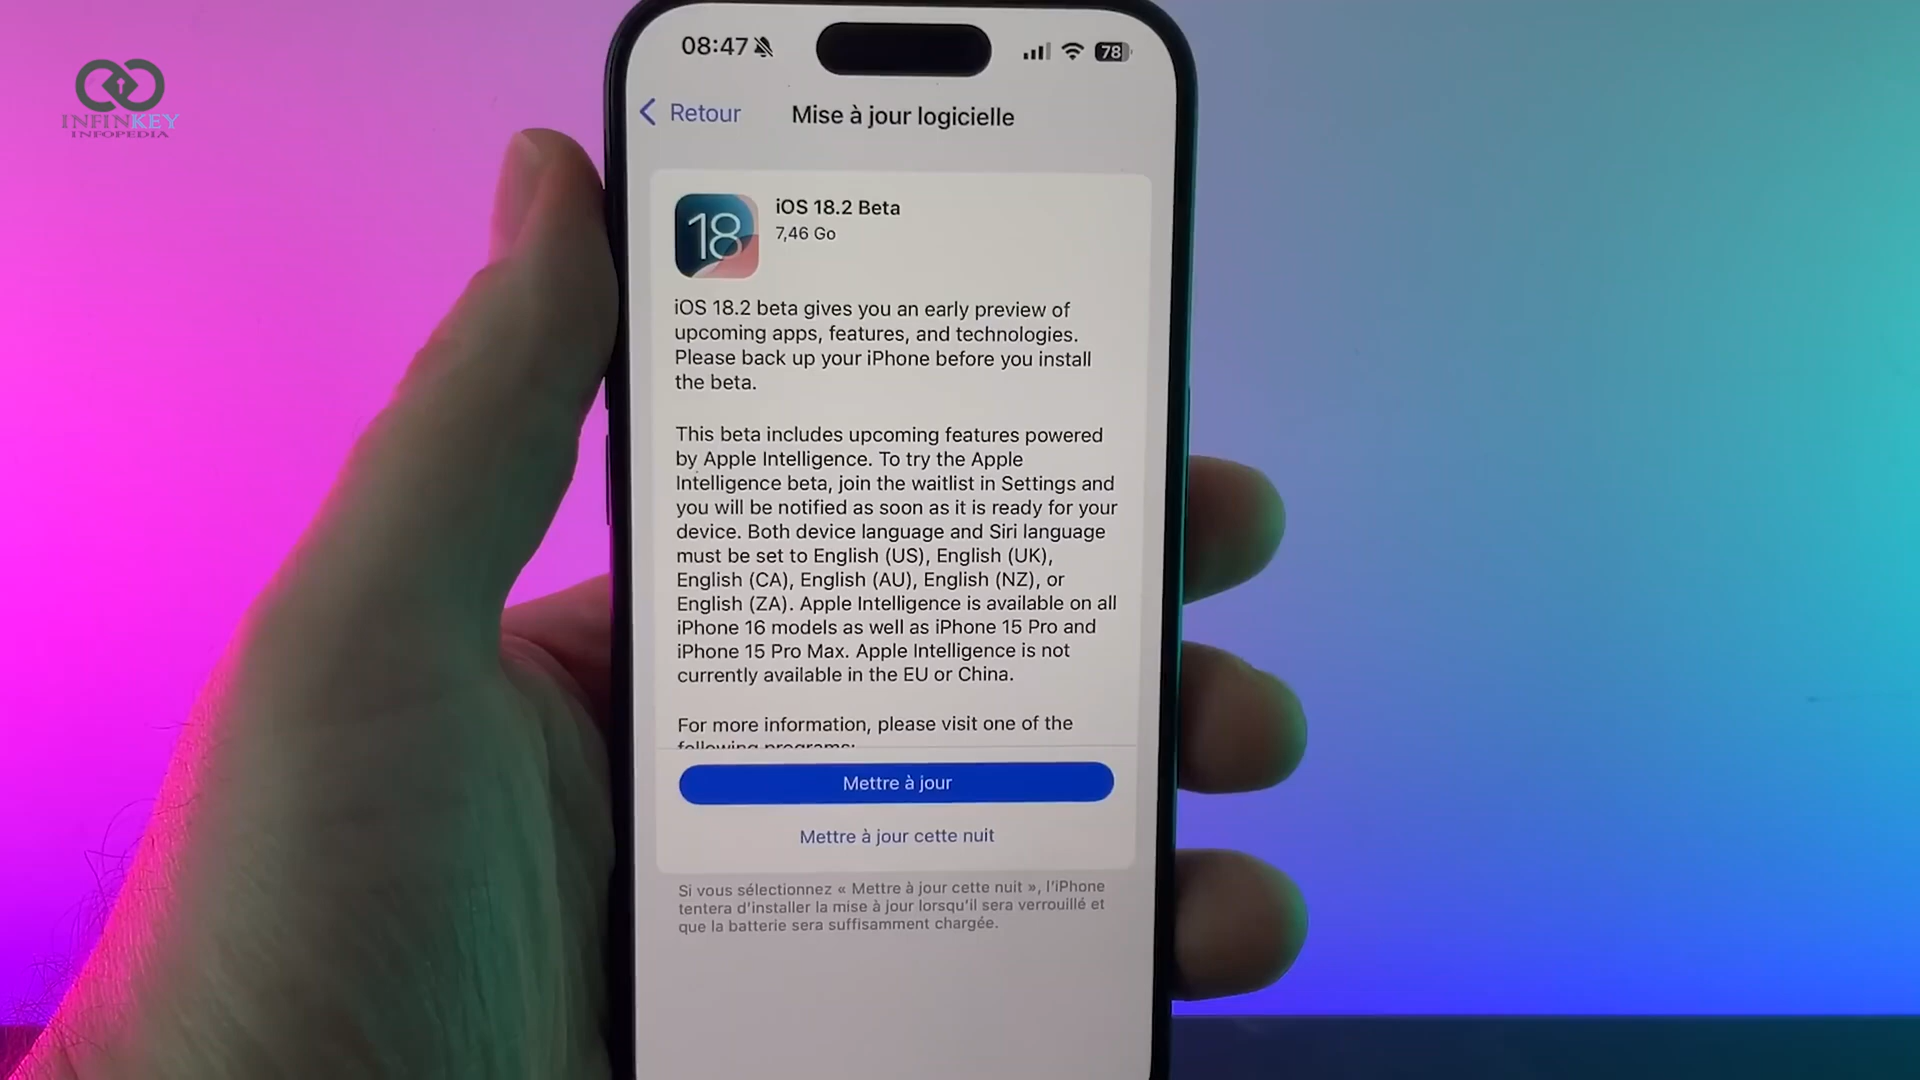 INFINKEY
INFOPEDIA
08:47
78
Retour
Mise à jour logicielle
18
iOS 18.2 Beta
7,46 Go
iOS 18.2 beta gives you an early preview of
upcoming apps, features, and technologies.
Please back up your iPhone before you install
the beta.
This beta includes upcoming features powered
by Apple Intelligence. To try the Apple
Intelligence beta, join the waitlist in Settings and
you will be notified as soon as it is ready for your
device. Both device language and Siri language
must be set to English (US), English (UK),
English (CA), English (AU), English (NZ), or
English (ZA). Apple Intelligence is available on all
iPhone 16 models as well as iPhone 15 Pro and
iPhone 15 Pro Max. Apple Intelligence is not
currently available in the EU or China.
For more information, please visit one of the
following programs:
Mettre à jour
Mettre à jour cette nuit
Si vous sélectionnez « Mettre à jour cette nuit », l'iPhone
tentera d'installer la mise à jour lorsqu'il sera verrouillé et
que la batterie sera suffisamment chargée.